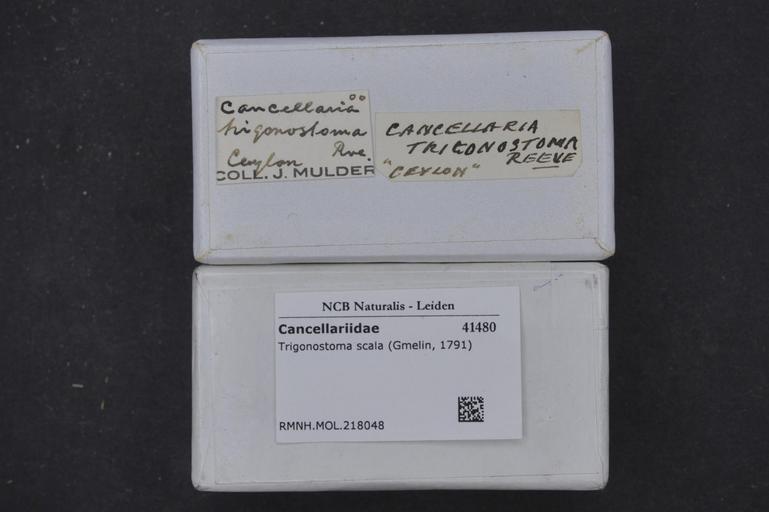 Cancellaria
trigonostoma
Rve.
Ceylon
COLL. J. MULDER
CANCELLARIA
TRIGONOSTOMA
REEVE
"CEYLON"
NCB Naturalis - Leiden
Cancellariidae 41480
Trigonostoma scala (Gmelin, 1791)
RMNH.MOL.218048